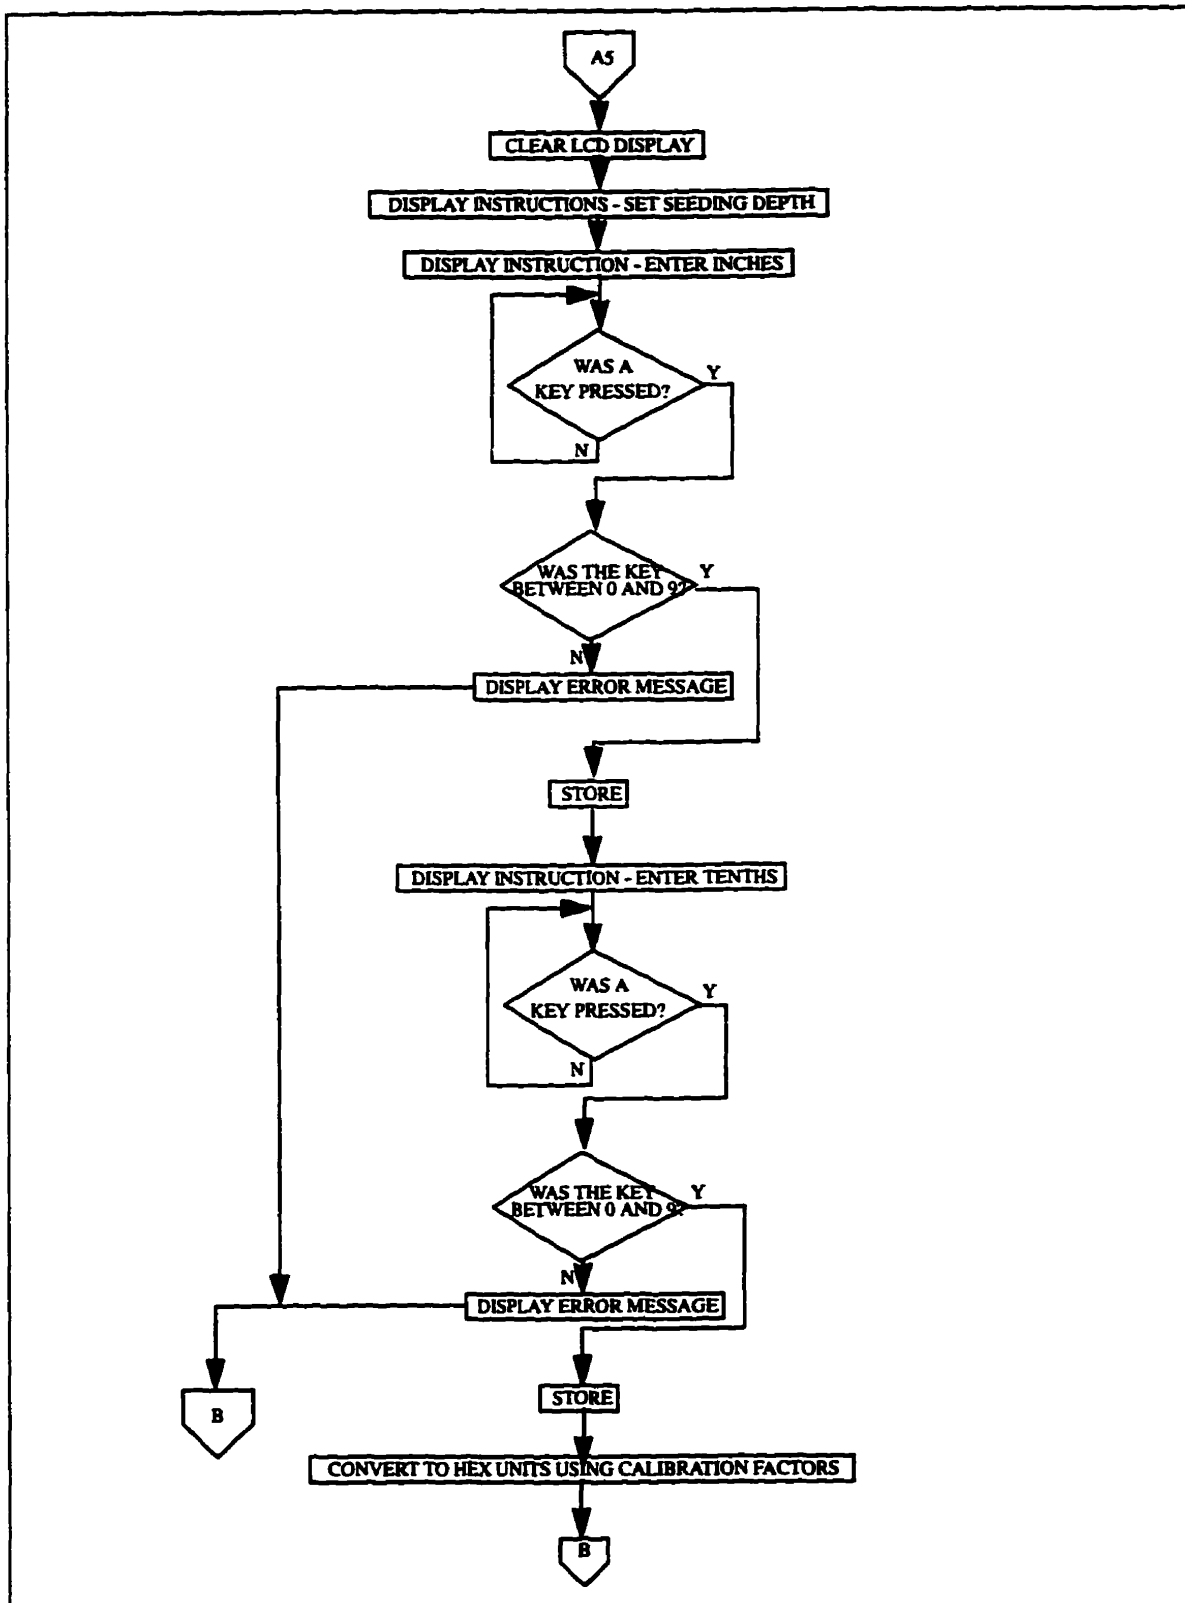 A5
CLEAR LCD DISPLAY
DISPLAY INSTRUCTIONS - SET SEEDING DEPTH
DISPLAY INSTRUCTION - ENTER INCHES
WAS A
KEY PRESSED?
Y
N
WAS THE KEY
BETWEEN 0 AND 9?
Y
N
DISPLAY ERROR MESSAGE
STORE
DISPLAY INSTRUCTION - ENTER TENTHS
WAS A
KEY PRESSED?
Y
N
WAS THE KEY
BETWEEN 0 AND 9?
Y
N
DISPLAY ERROR MESSAGE
B
STORE
CONVERT TO HEX UNITS USING CALIBRATION FACTORS
B